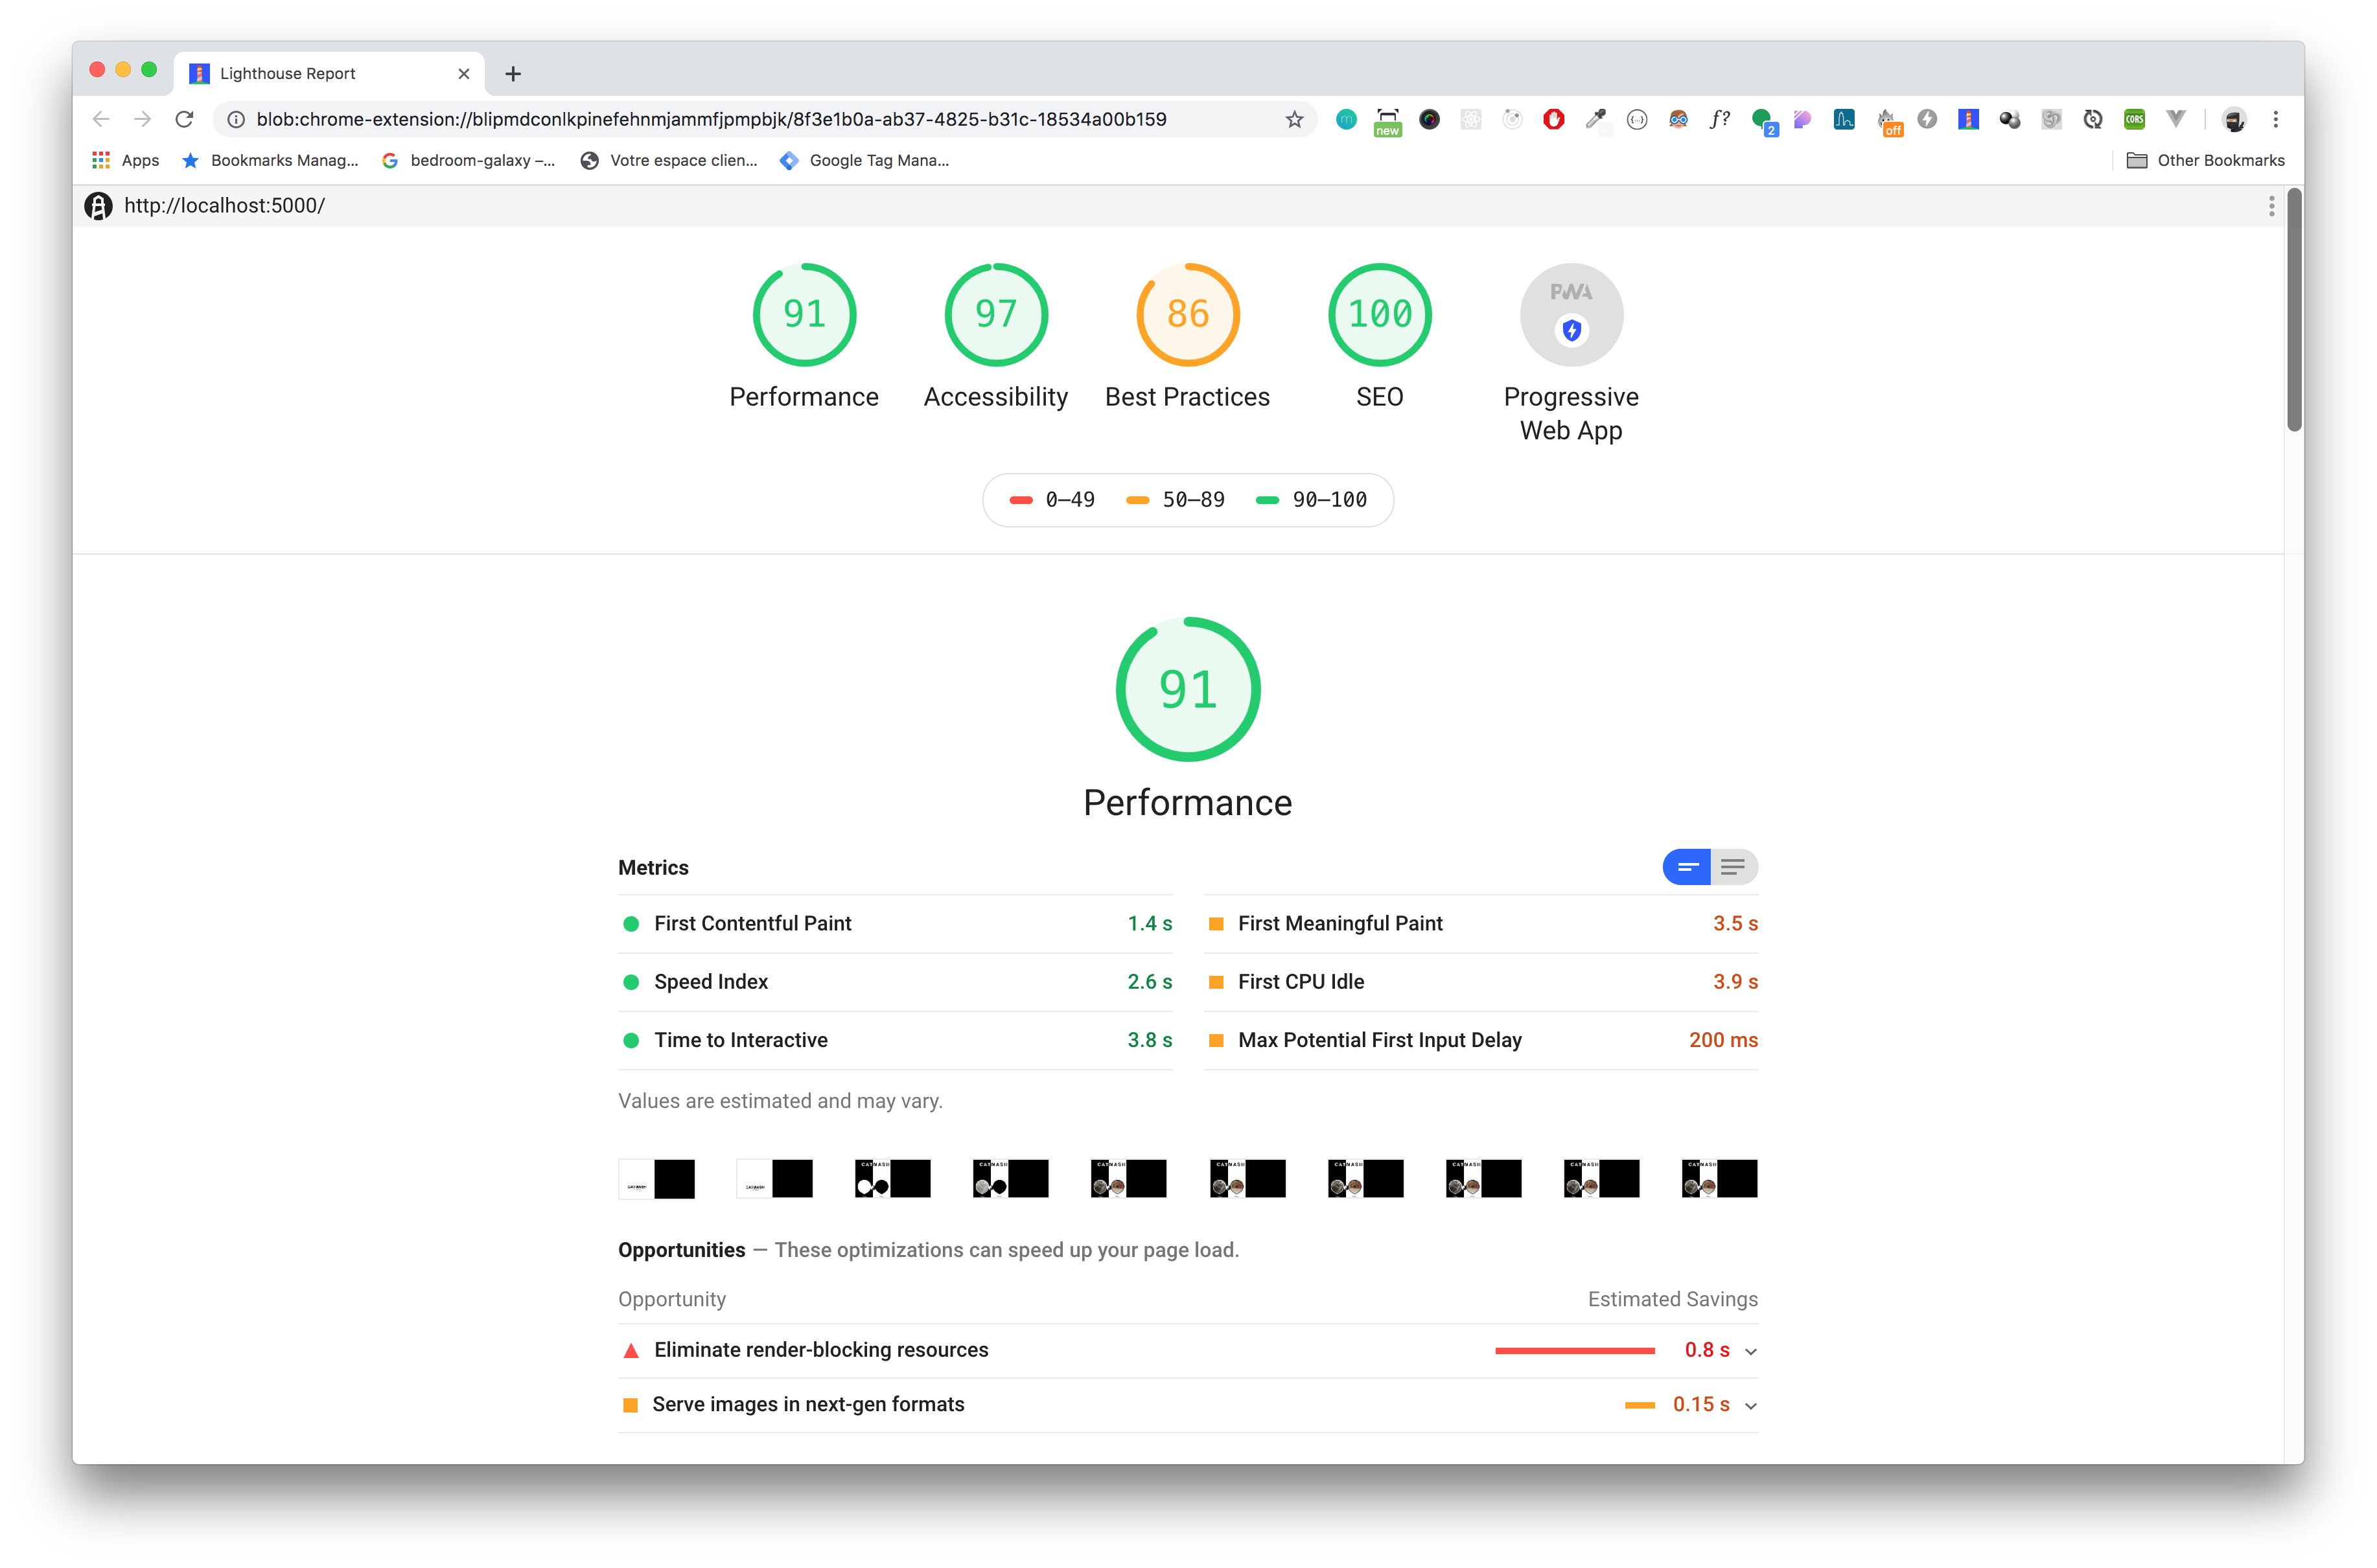 Lighthouse Report
blob:chrome-extension://blipmdconlkpinefehnmjammfjpmpbjk/8f3e1b0a-ab37-4825-b31c-18534a00b159
new
f?
2
off
CORS
Apps
Bookmarks Manag...
bedroom-galaxy –...
Votre espace clien...
Google Tag Mana...
Other Bookmarks
http://localhost:5000/
91
97
86
100
PWA
Performance
Accessibility
Best Practices
SEO
Progressive
Web App
0–49
50–89
90–100
91
Performance
Metrics
First Contentful Paint 1.4 s
First Meaningful Paint 3.5 s
Speed Index 2.6 s
First CPU Idle 3.9 s
Time to Interactive 3.8 s
Max Potential First Input Delay 200 ms
Values are estimated and may vary.
Opportunities — These optimizations can speed up your page load.
Opportunity Estimated Savings
Eliminate render-blocking resources 0.8 s
Serve images in next-gen formats 0.15 s